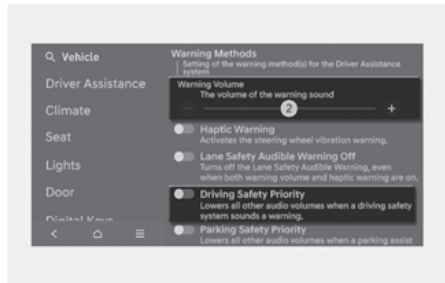 Vehicle
Driver Assistance
Climate
Seat
Lights
Door
Digital Keys
Warning Methods
Setting of the warning method(s) for the Driver Assistance
system
Warning Volume
The volume of the warning sound
- 2 +
Haptic Warning
Activates the steering wheel vibration warning,
Lane Safety Audible Warning Off
Turns off the Lane Safety Audible Warning, even
when both warning volume and haptic warning are on,
Driving Safety Priority
Lowers all other audio volumes when a driving safety
system sounds a warning,
Parking Safety Priority
Lowers all other audio volumes when a parking assist